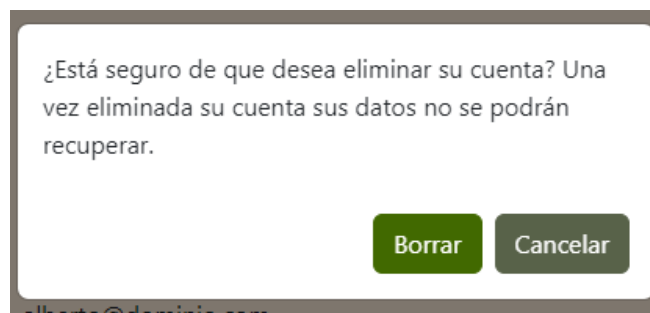 ¿Está seguro de que desea eliminar su cuenta? Una
vez eliminada su cuenta sus datos no se podrán
recuperar.
Borrar Cancelar